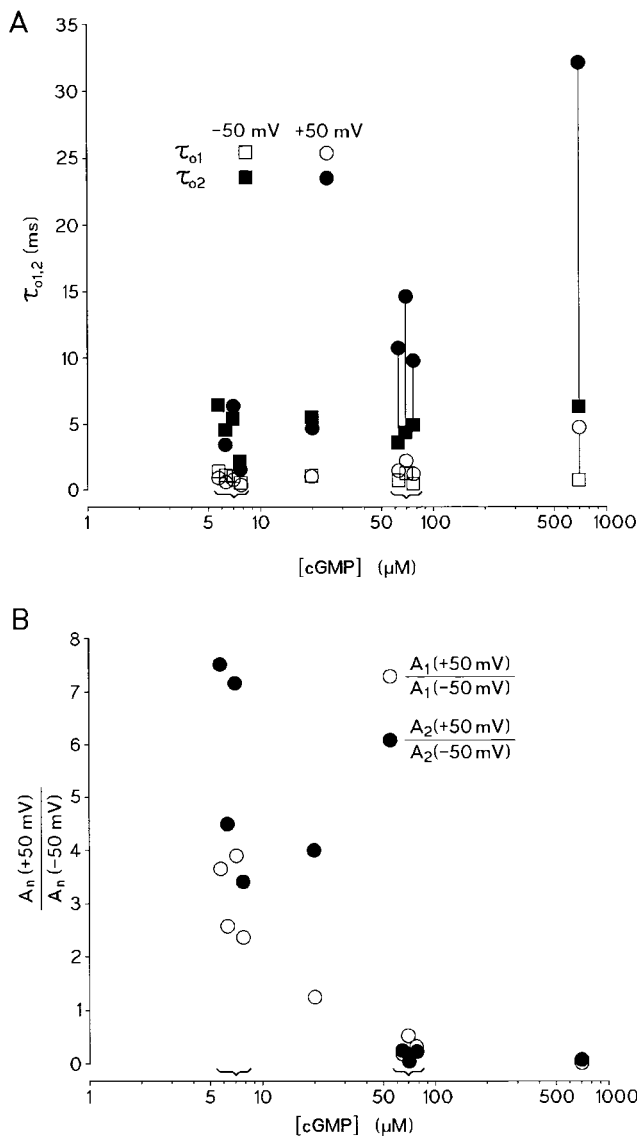 A
35
30
25
20
15
10
5
0
τo1,2 (ms)
-50 mV +50 mV
τo1 □ ○
τo2 ■ ●
1 5 10 50 100 500 1000
[cGMP] (μM)
B
8
7
6
5
4
3
2
1
0
An(+50 mV)
An(-50 mV)
○ A1(+50 mV)
A1(-50 mV)
● A2(+50 mV)
A2(-50 mV)
1 5 10 50 100 500 1000
[cGMP] (μM)